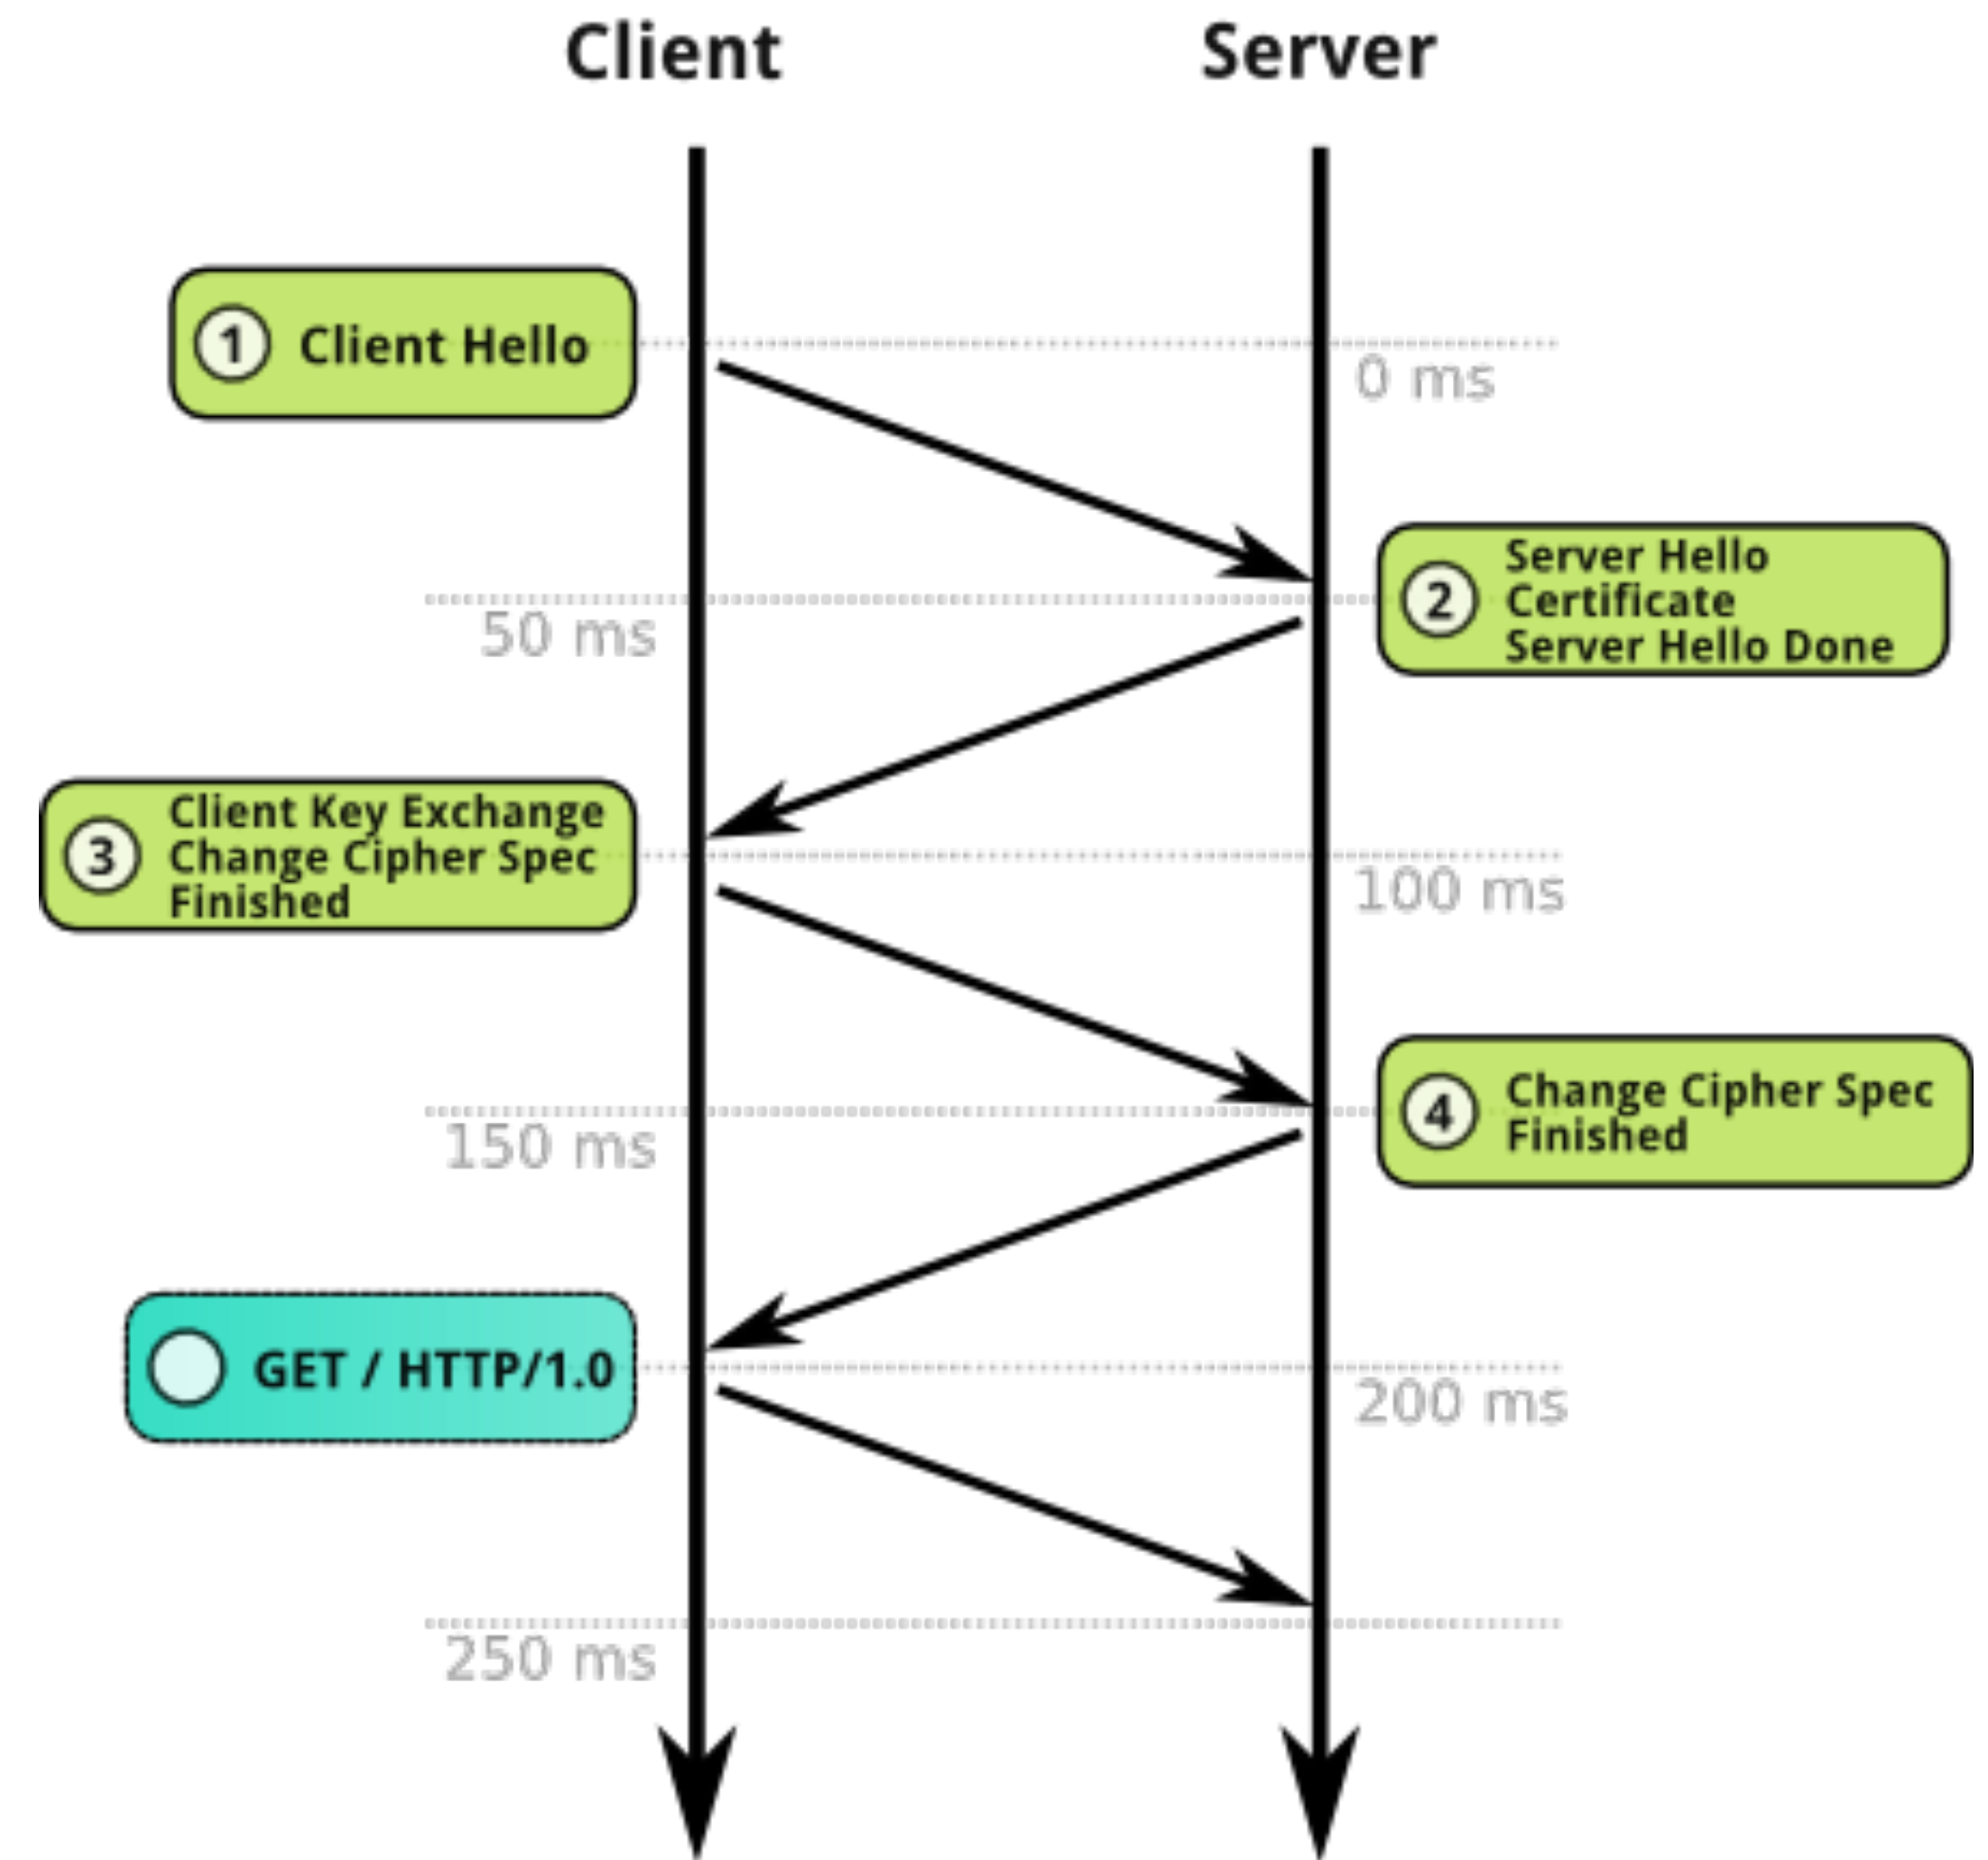 Client
Server
1 Client Hello
0 ms
2
Server Hello
Certificate
Server Hello Done
50 ms
3
Client Key Exchange
Change Cipher Spec
Finished
100 ms
4
Change Cipher Spec
Finished
150 ms
GET / HTTP/1.0
200 ms
250 ms